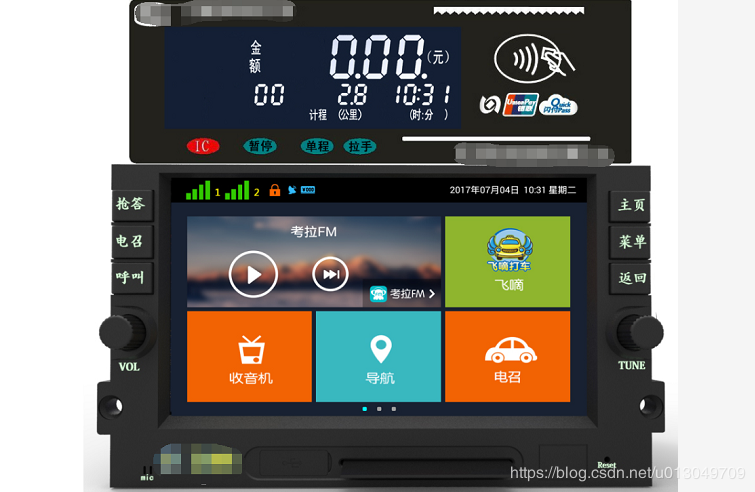 金额
0.00.
(元)
00
2.8
10:31
计程 (公里)
(时:分 )
UnionPay
银联
Quick Pass
闪付
IC
暂停
单程
拉手
1
2
2017年07月04日 10:31 星期二
抢答
电召
呼叫
VOL
主页
菜单
返回
TUNE
考拉FM
考拉FM
飞嘀打车
飞嘀
收音机
导航
电召
mic
Reset
https://blog.csdn.net/u013049709